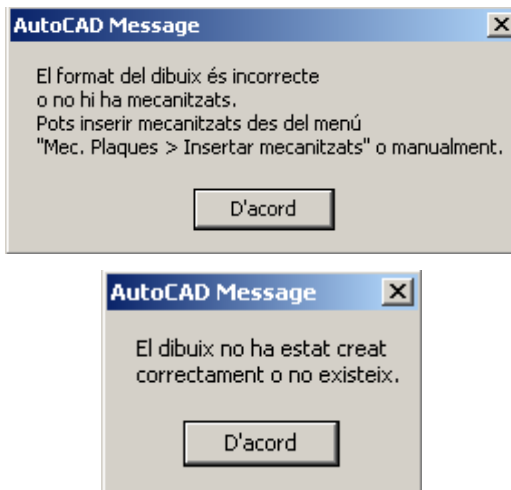 AutoCAD Message
El format del dibuix és incorrecte
o no hi ha mecanitzats.
Pots inserir mecanitzats des del menú
"Mec. Plaques > Insertar mecanitzats" o manualment.
D'acord
AutoCAD Message
El dibuix no ha estat creat
correctament o no existeix.
D'acord